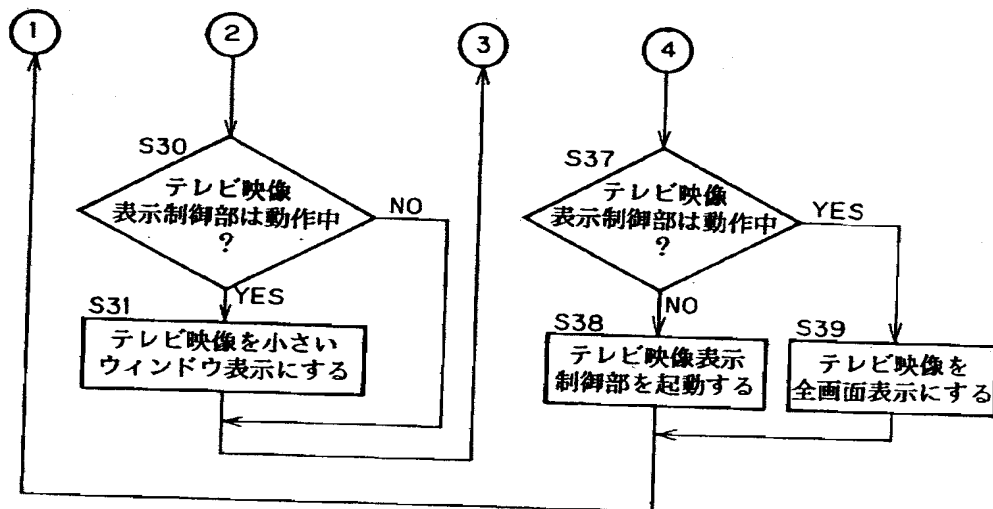 1
2
3
4
S30
テレビ映像
表示制御部は動作中
?
NO
YES
S31
テレビ映像を小さい
ウィンドウ表示にする
S37
テレビ映像
表示制御部は動作中
?
YES
NO
S38
テレビ映像表示
制御部を起動する
S39
テレビ映像を
全画面表示にする